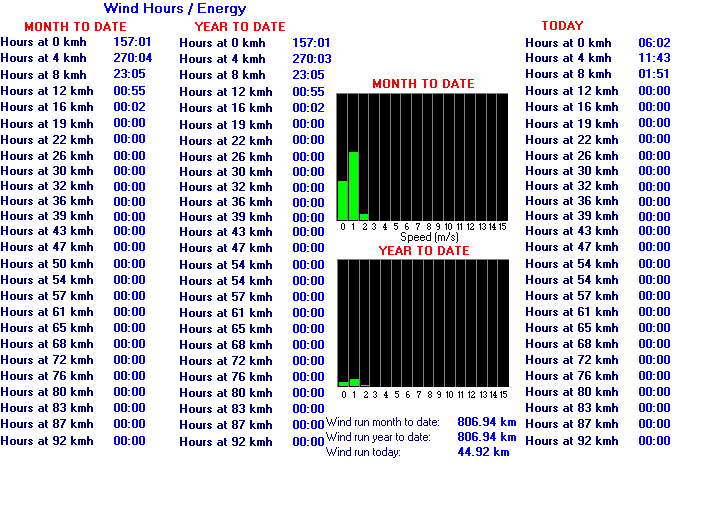 Wind Hours / Energy
MONTH TO DATE
Hours at 0 kmh 157:01
Hours at 4 kmh 270:04
Hours at 8 kmh 23:05
Hours at 12 kmh 00:55
Hours at 16 kmh 00:02
Hours at 19 kmh 00:00
Hours at 22 kmh 00:00
Hours at 26 kmh 00:00
Hours at 30 kmh 00:00
Hours at 32 kmh 00:00
Hours at 36 kmh 00:00
Hours at 39 kmh 00:00
Hours at 43 kmh 00:00
Hours at 47 kmh 00:00
Hours at 50 kmh 00:00
Hours at 54 kmh 00:00
Hours at 57 kmh 00:00
Hours at 61 kmh 00:00
Hours at 65 kmh 00:00
Hours at 68 kmh 00:00
Hours at 72 kmh 00:00
Hours at 76 kmh 00:00
Hours at 80 kmh 00:00
Hours at 83 kmh 00:00
Hours at 87 kmh 00:00
Hours at 92 kmh 00:00
YEAR TO DATE
Hours at 0 kmh 157:01
Hours at 4 kmh 270:03
Hours at 8 kmh 23:05
Hours at 12 kmh 00:55
Hours at 16 kmh 00:02
Hours at 19 kmh 00:00
Hours at 22 kmh 00:00
Hours at 26 kmh 00:00
Hours at 30 kmh 00:00
Hours at 32 kmh 00:00
Hours at 36 kmh 00:00
Hours at 39 kmh 00:00
Hours at 43 kmh 00:00
Hours at 47 kmh 00:00
Hours at 54 kmh 00:00
Hours at 54 kmh 00:00
Hours at 57 kmh 00:00
Hours at 61 kmh 00:00
Hours at 65 kmh 00:00
Hours at 68 kmh 00:00
Hours at 72 kmh 00:00
Hours at 76 kmh 00:00
Hours at 80 kmh 00:00
Hours at 83 kmh 00:00
Hours at 87 kmh 00:00
Hours at 92 kmh 00:00
MONTH TO DATE
0 1 2 3 4 5 6 7 8 9 10 11 12 13 14 15
Speed (m/s)
YEAR TO DATE
0 1 2 3 4 5 6 7 8 9 10 11 12 13 14 15
Wind run month to date: 806.94 km
Wind run year to date: 806.94 km
Wind run today: 44.92 km
TODAY
Hours at 0 kmh 06:02
Hours at 4 kmh 11:43
Hours at 8 kmh 01:51
Hours at 12 kmh 00:00
Hours at 16 kmh 00:00
Hours at 19 kmh 00:00
Hours at 22 kmh 00:00
Hours at 26 kmh 00:00
Hours at 30 kmh 00:00
Hours at 32 kmh 00:00
Hours at 36 kmh 00:00
Hours at 39 kmh 00:00
Hours at 43 kmh 00:00
Hours at 47 kmh 00:00
Hours at 54 kmh 00:00
Hours at 54 kmh 00:00
Hours at 57 kmh 00:00
Hours at 61 kmh 00:00
Hours at 65 kmh 00:00
Hours at 68 kmh 00:00
Hours at 72 kmh 00:00
Hours at 76 kmh 00:00
Hours at 80 kmh 00:00
Hours at 83 kmh 00:00
Hours at 87 kmh 00:00
Hours at 92 kmh 00:00